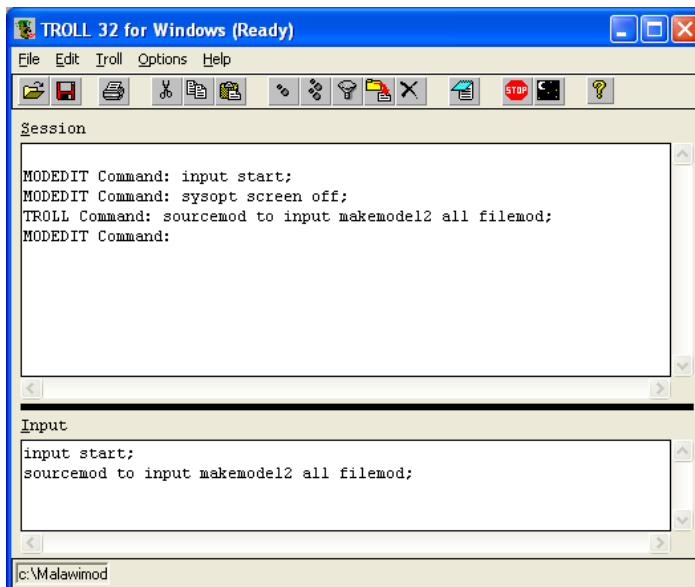 TROLL 32 for Windows (Ready)
File Edit Troll Options Help
STOP
Session
MODEDIT Command: input start;
MODEDIT Command: sysopt screen off;
TROLL Command: sourcemod to input makemodel2 all filemod;
MODEDIT Command:
Input
input start;
sourcemod to input makemodel2 all filemod;
c:\Malawimod